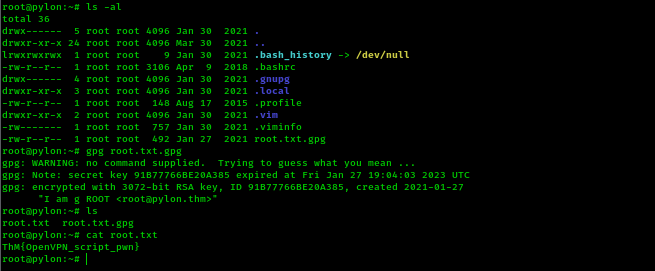 root@pylon:~# ls -al
total 36
drwx------  5 root root 4096 Jan 30  2021 .
drwxr-xr-x 24 root root 4096 Mar 30  2021 ..
lrwxrwxrwx  1 root root    9 Jan 30  2021 .bash_history -> /dev/null
-rw-r--r--  1 root root 3106 Apr  9  2018 .bashrc
drwx------  4 root root 4096 Jan 30  2021 .gnupg
drwxr-xr-x  3 root root 4096 Jan 30  2021 .local
-rw-r--r--  1 root root  148 Aug 17  2015 .profile
drwxr-xr-x  2 root root 4096 Jan 30  2021 .vim
-rw-------  1 root root  757 Jan 30  2021 .viminfo
-rw-r--r--  1 root root  492 Jan 27  2021 root.txt.gpg
root@pylon:~# gpg root.txt.gpg
gpg: WARNING: no command supplied.  Trying to guess what you mean ...
gpg: Note: secret key 91B77766BE20A385 expired at Fri Jan 27 19:04:03 2023 UTC
gpg: encrypted with 3072-bit RSA key, ID 91B77766BE20A385, created 2021-01-27
      "I am g ROOT <root@pylon.thm>"
root@pylon:~# ls
root.txt  root.txt.gpg
root@pylon:~# cat root.txt
ThM{OpenVPN_script_pwn}
root@pylon:~#